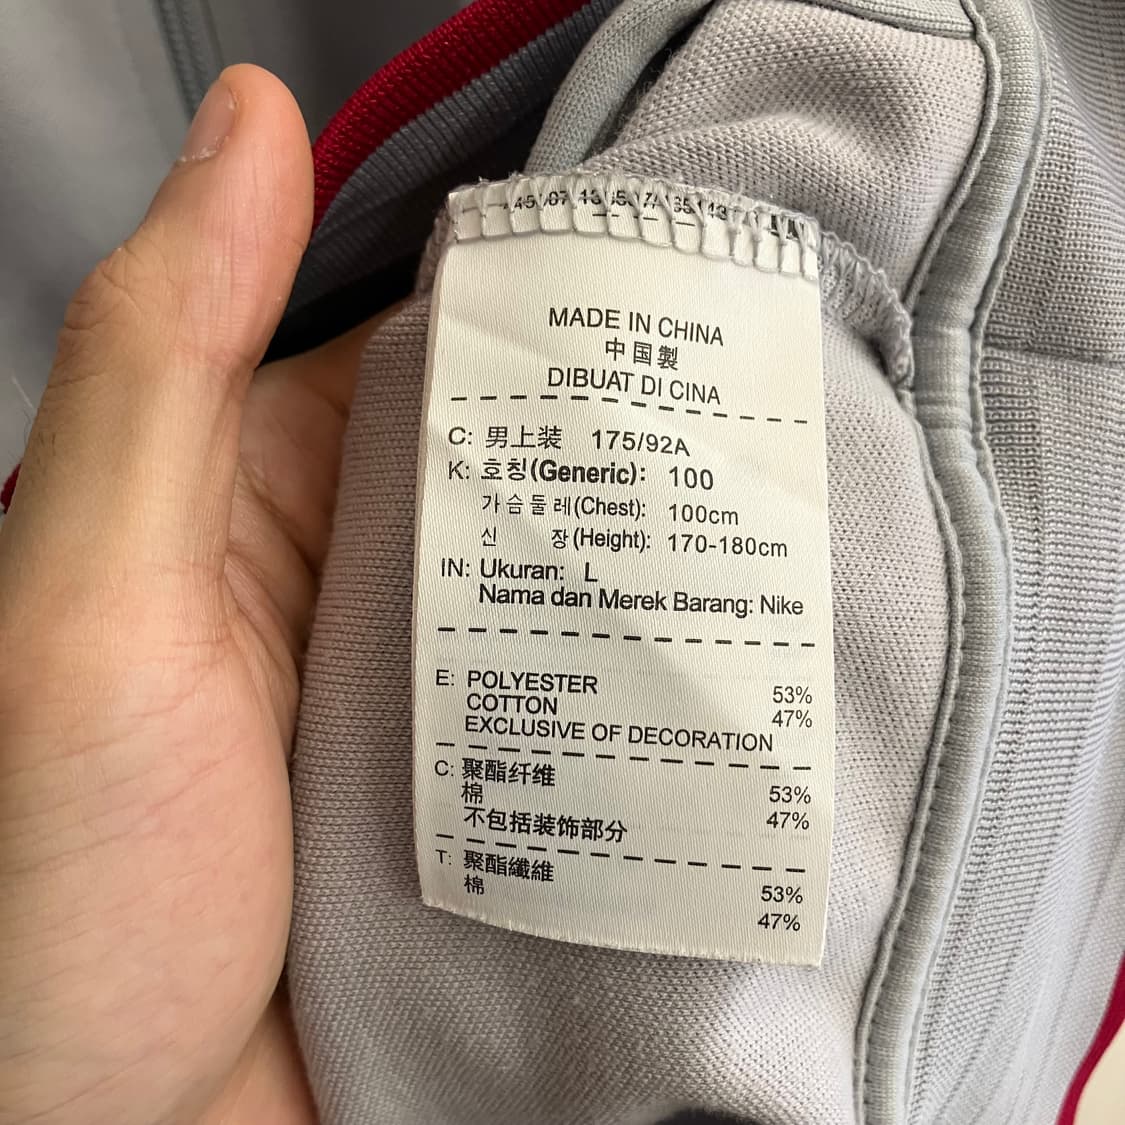 MADE IN CHINA
中国製
DIBUAT DI CINA
C: 男上装 175/92A
K: 호칭(Generic): 100
가슴둘레(Chest): 100cm
신 장(Height): 170-180cm
IN: Ukuran: L
Nama dan Merek Barang: Nike
E: POLYESTER 53%
COTTON 47%
EXCLUSIVE OF DECORATION
C: 聚酯纤维 53%
棉 47%
不包括装饰部分
T: 聚酯纖維 53%
棉 47%